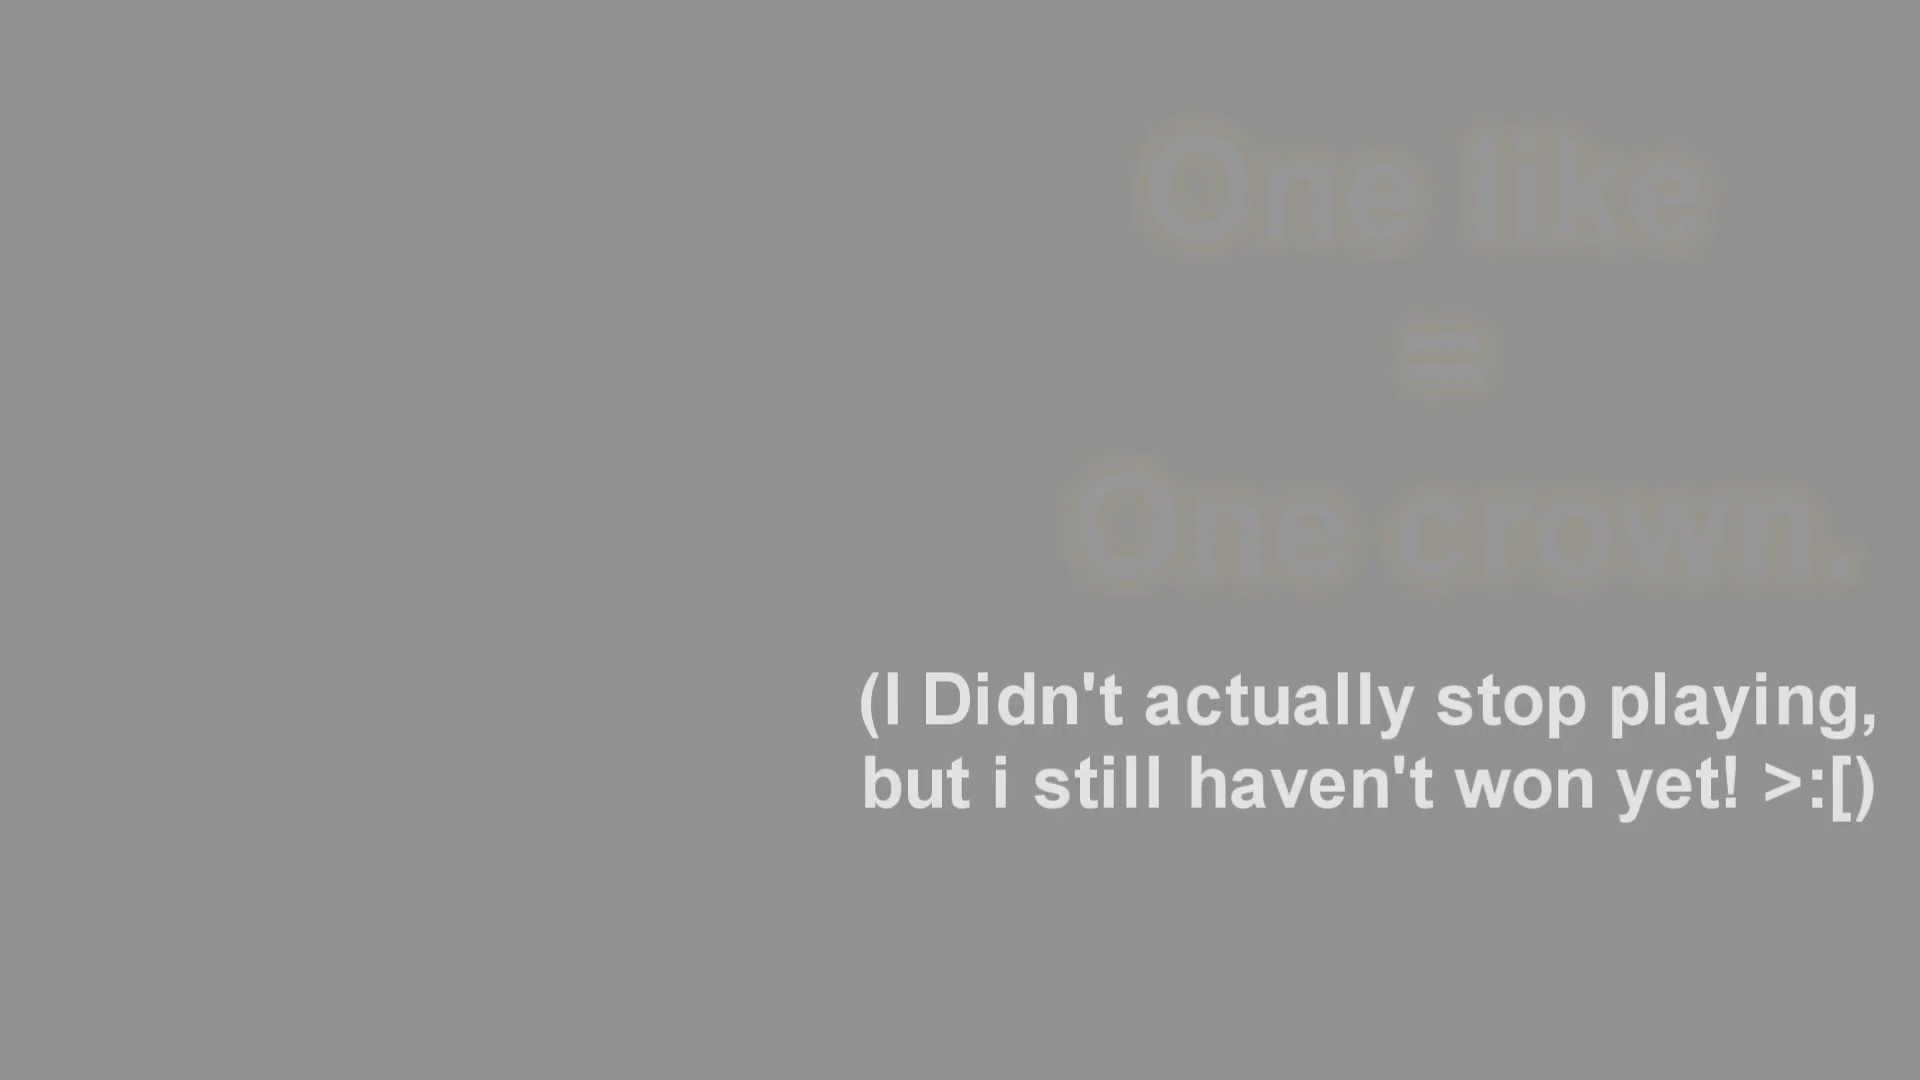 One like
=
One crown.
(I Didn't actually stop playing,
but i still haven't won yet! >:[)